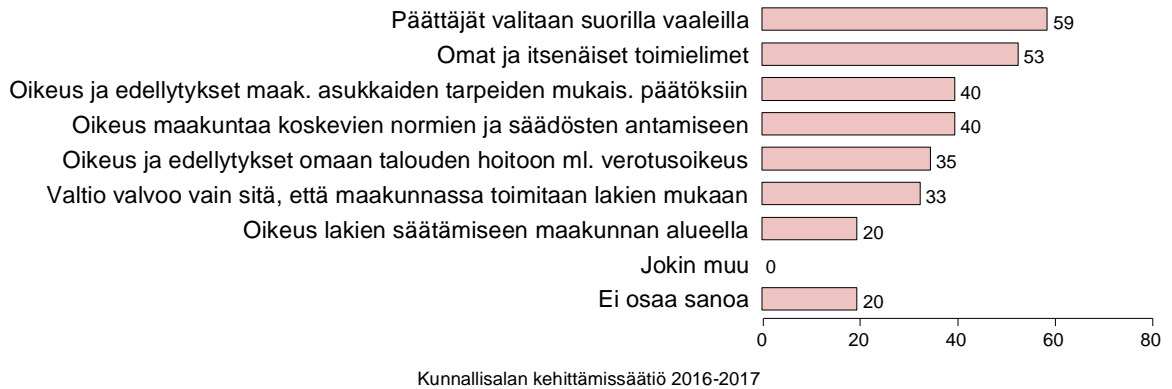 Päättäjät valitaan suorilla vaaleilla 59
Omat ja itsenäiset toimielimet 53
Oikeus ja edellytykset maak. asukkaiden tarpeiden mukais. päätöksiin 40
Oikeus maakuntaa koskevien normien ja säädösten antamiseen 40
Oikeus ja edellytykset omaan talouden hoitoon ml. verotusoikeus 35
Valtio valvoo vain sitä, että maakunnassa toimitaan lakien mukaan 33
Oikeus lakien säätämiseen maakunnan alueella 20
Jokin muu 0
Ei osaa sanoa 20
0 20 40 60 80
Kunnallisalan kehittämissäätiö 2016-2017